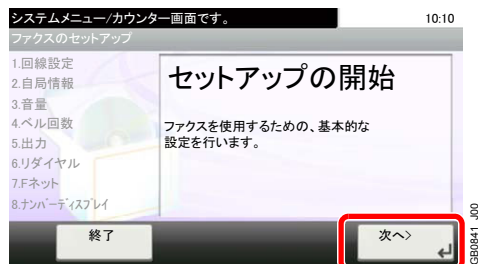 システムメニュー/カウンター画面です。 10:10
ファクスのセットアップ
1.回線設定
2.自局情報
3.音量
4.ベル回数
5.出力
6.リダイヤル
7.Fネット
8.ナンバーディスプレイ
セットアップの開始
ファクスを使用するための、基本的な
設定を行います。
終了
次へ>
GB0841 J00